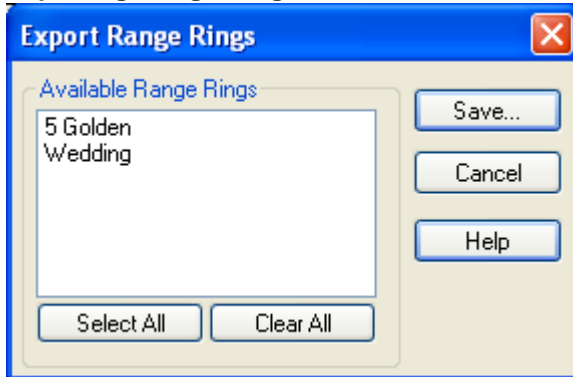 Export Range Rings
Available Range Rings
5 Golden
Wedding
Save...
Cancel
Help
Select All
Clear All